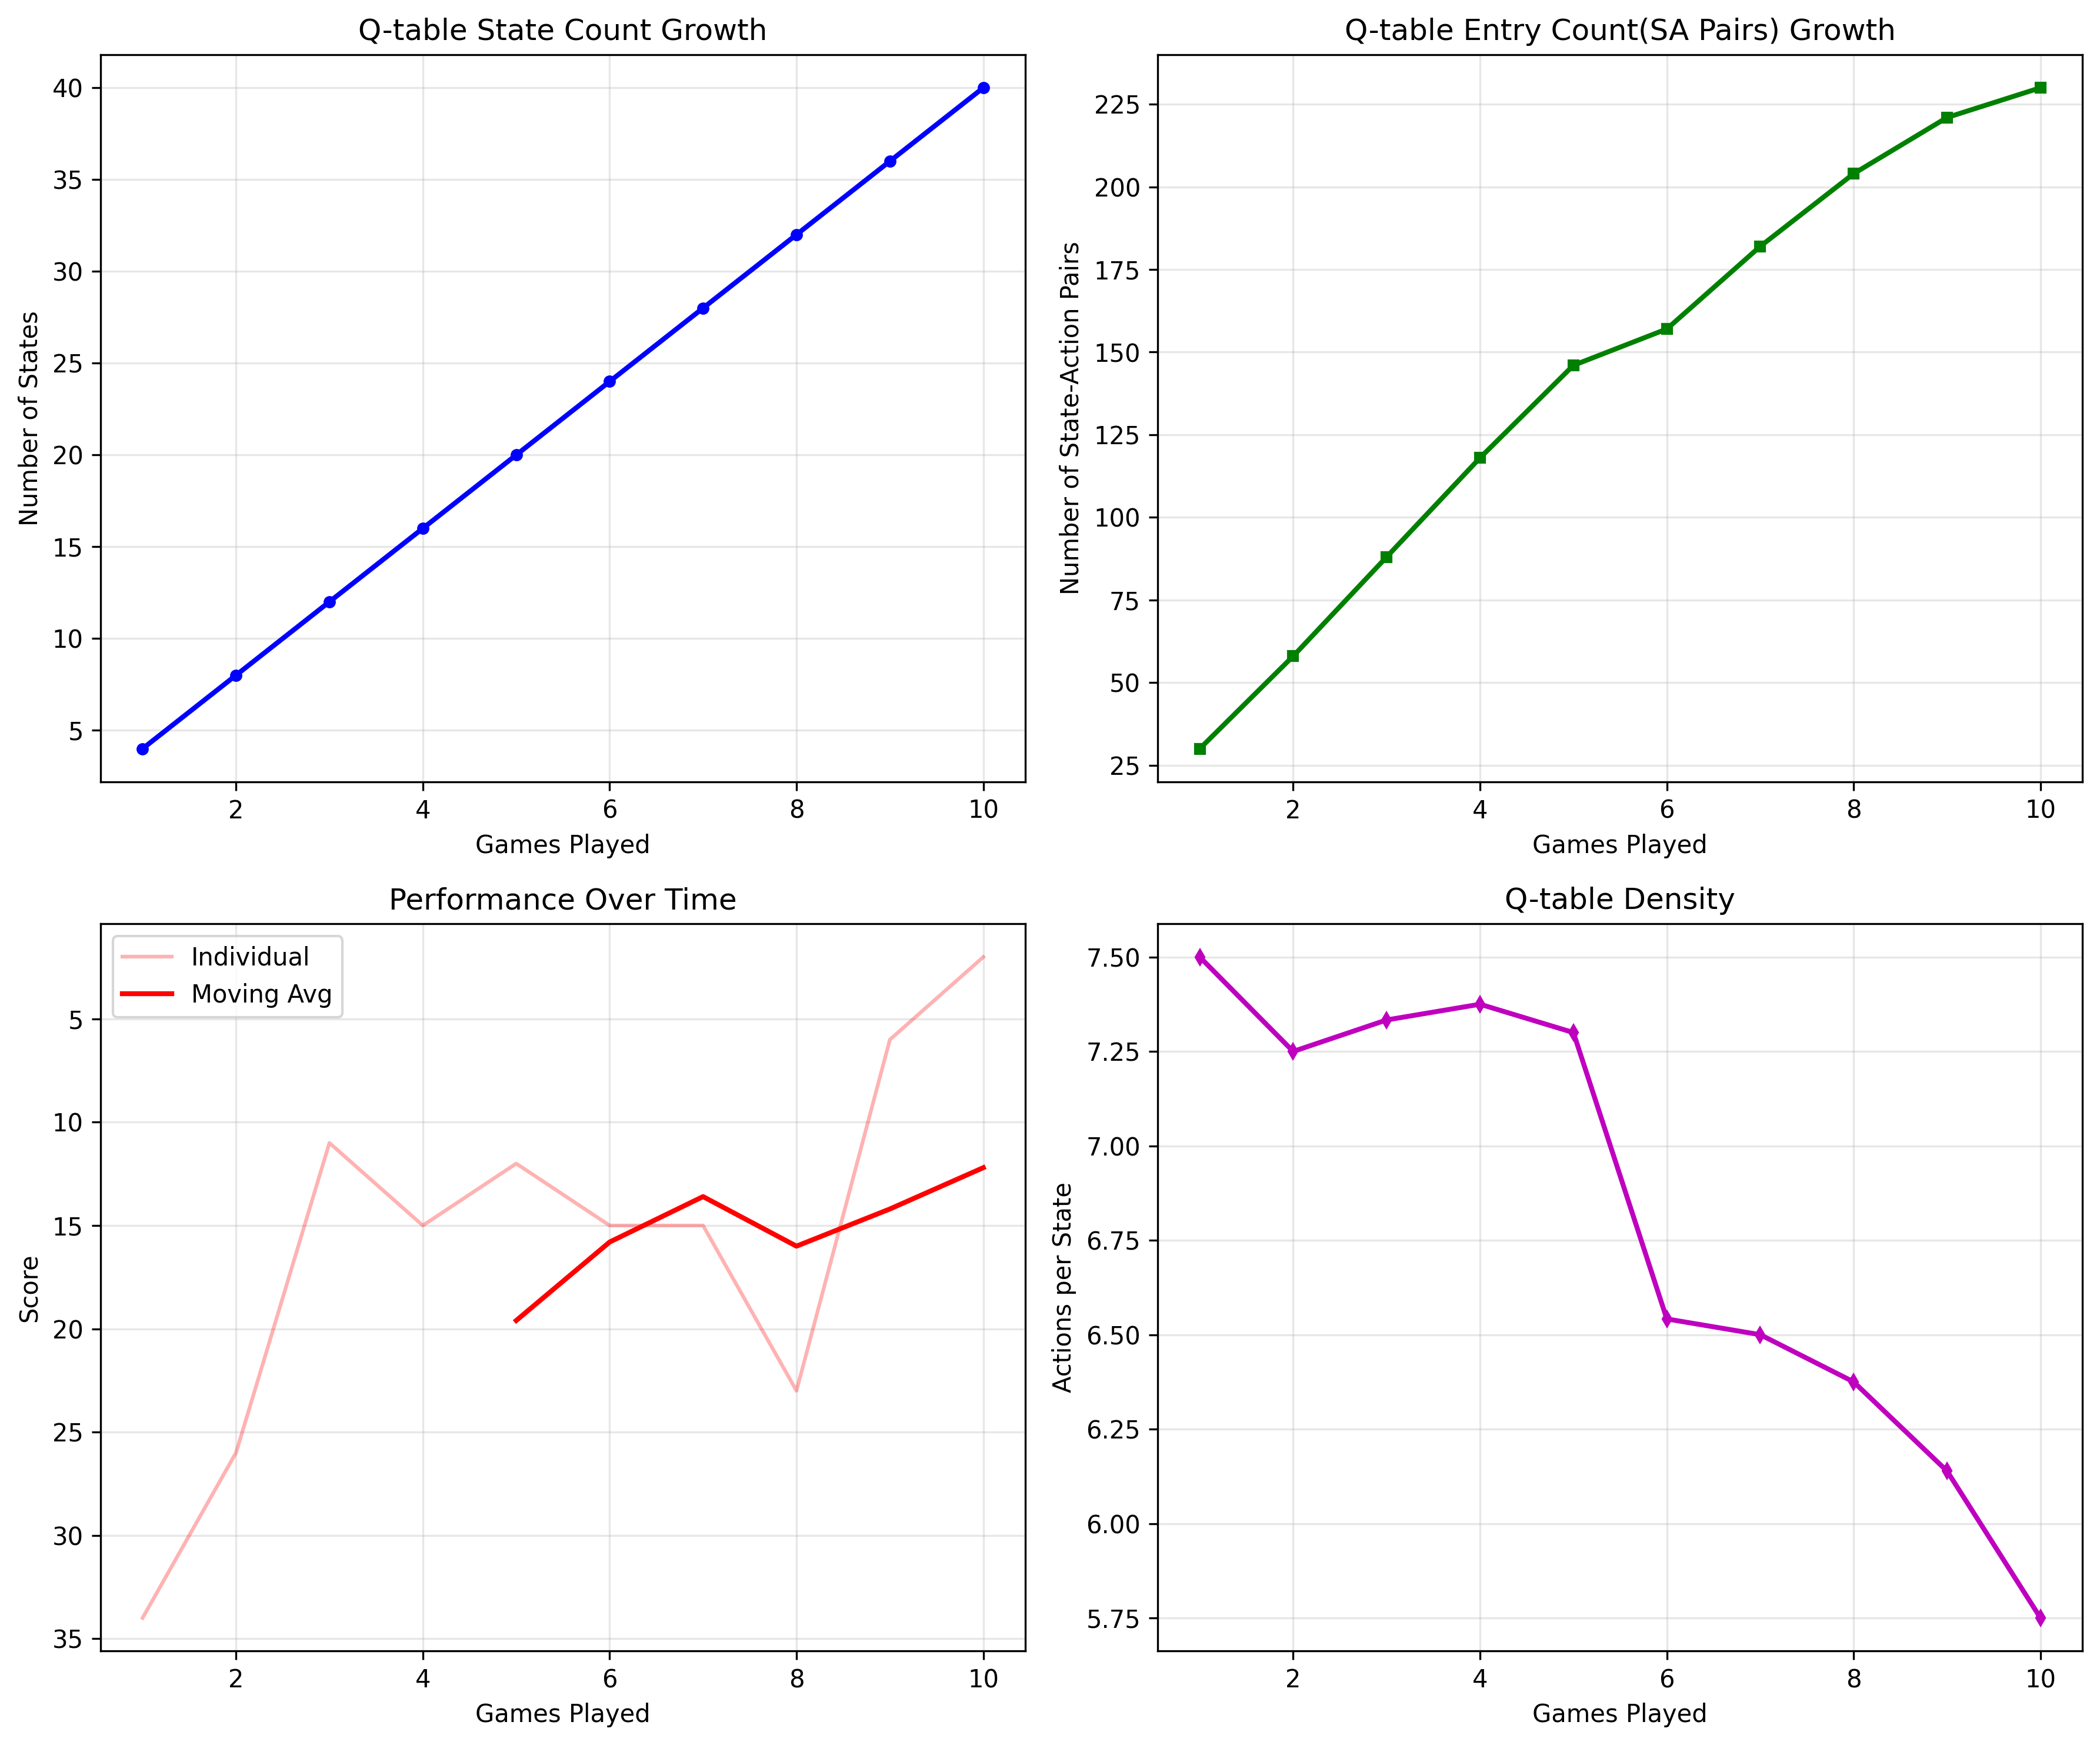 Q-table State Count Growth
Number of States
40
35
30
25
20
15
10
5
2 4 6 8 10
Games Played
Q-table Entry Count(SA Pairs) Growth
Number of State-Action Pairs
225
200
175
150
125
100
75
50
25
2 4 6 8 10
Games Played
Performance Over Time
Individual
Moving Avg
Score
5
10
15
20
25
30
35
2 4 6 8 10
Games Played
Q-table Density
Actions per State
7.50
7.25
7.00
6.75
6.50
6.25
6.00
5.75
2 4 6 8 10
Games Played